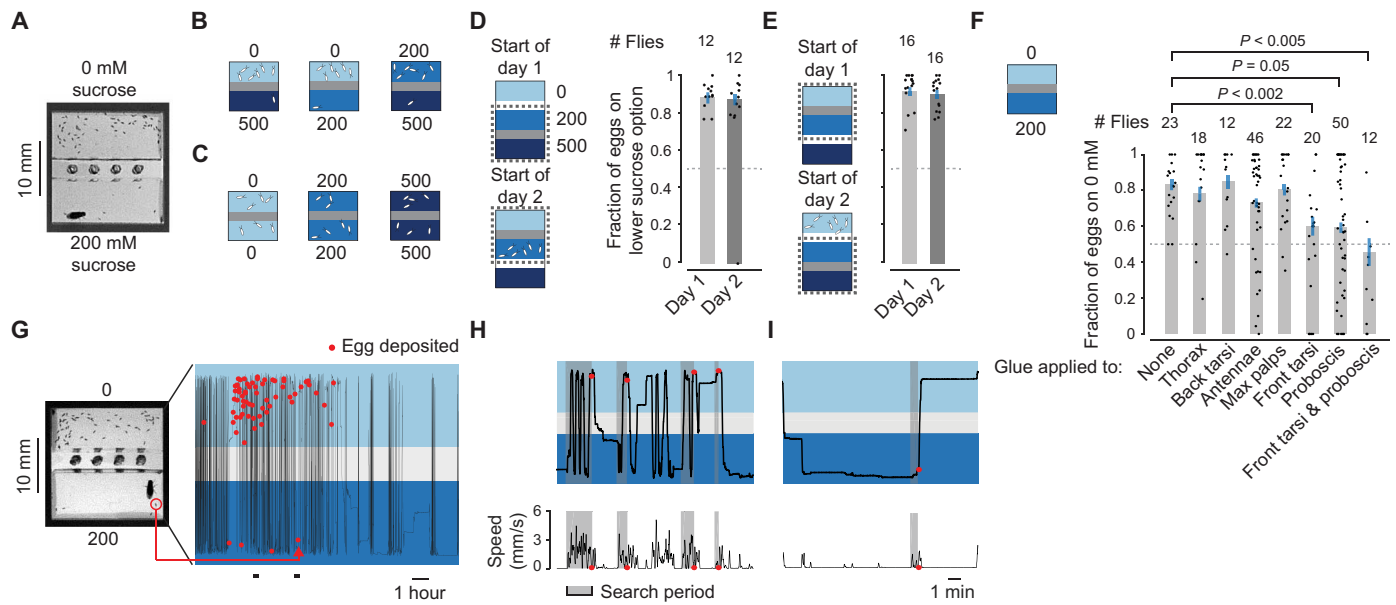 A
0 mM
sucrose
10 mm
200 mM
sucrose
B
0
0
200
500
200
500
C
0
200
500
0
200
500
D
Start of
day 1
0
200
500
Start of
day 2
# Flies
12
12
Fraction of eggs on
lower sucrose option
1
0.8
0.6
0.4
0.2
0
Day 1
Day 2
E
Start of
day 1
Start of
day 2
16
16
Day 1
Day 2
F
0
200
P < 0.005
P = 0.05
P < 0.002
# Flies
23
18
12
46
22
20
50
12
Fraction of eggs on 0 mM
1
0.8
0.6
0.4
0.2
0
Glue applied to:
None
Thorax
Back tarsi
Antennae
Max palps
Front tarsi
Proboscis
Front tarsi & proboscis
G
Egg deposited
0
10 mm
200
1 hour
H
Speed
(mm/s)
6
3
0
Search period
I
1 min